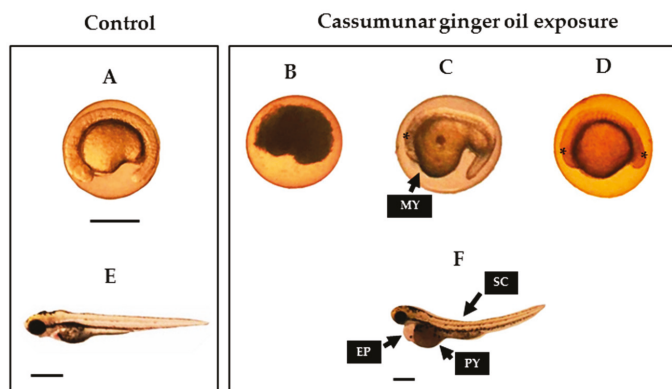 Control
Cassumunar ginger oil exposure
A
B
C
D
*
*
*
MY
E
F
SC
EP
PY